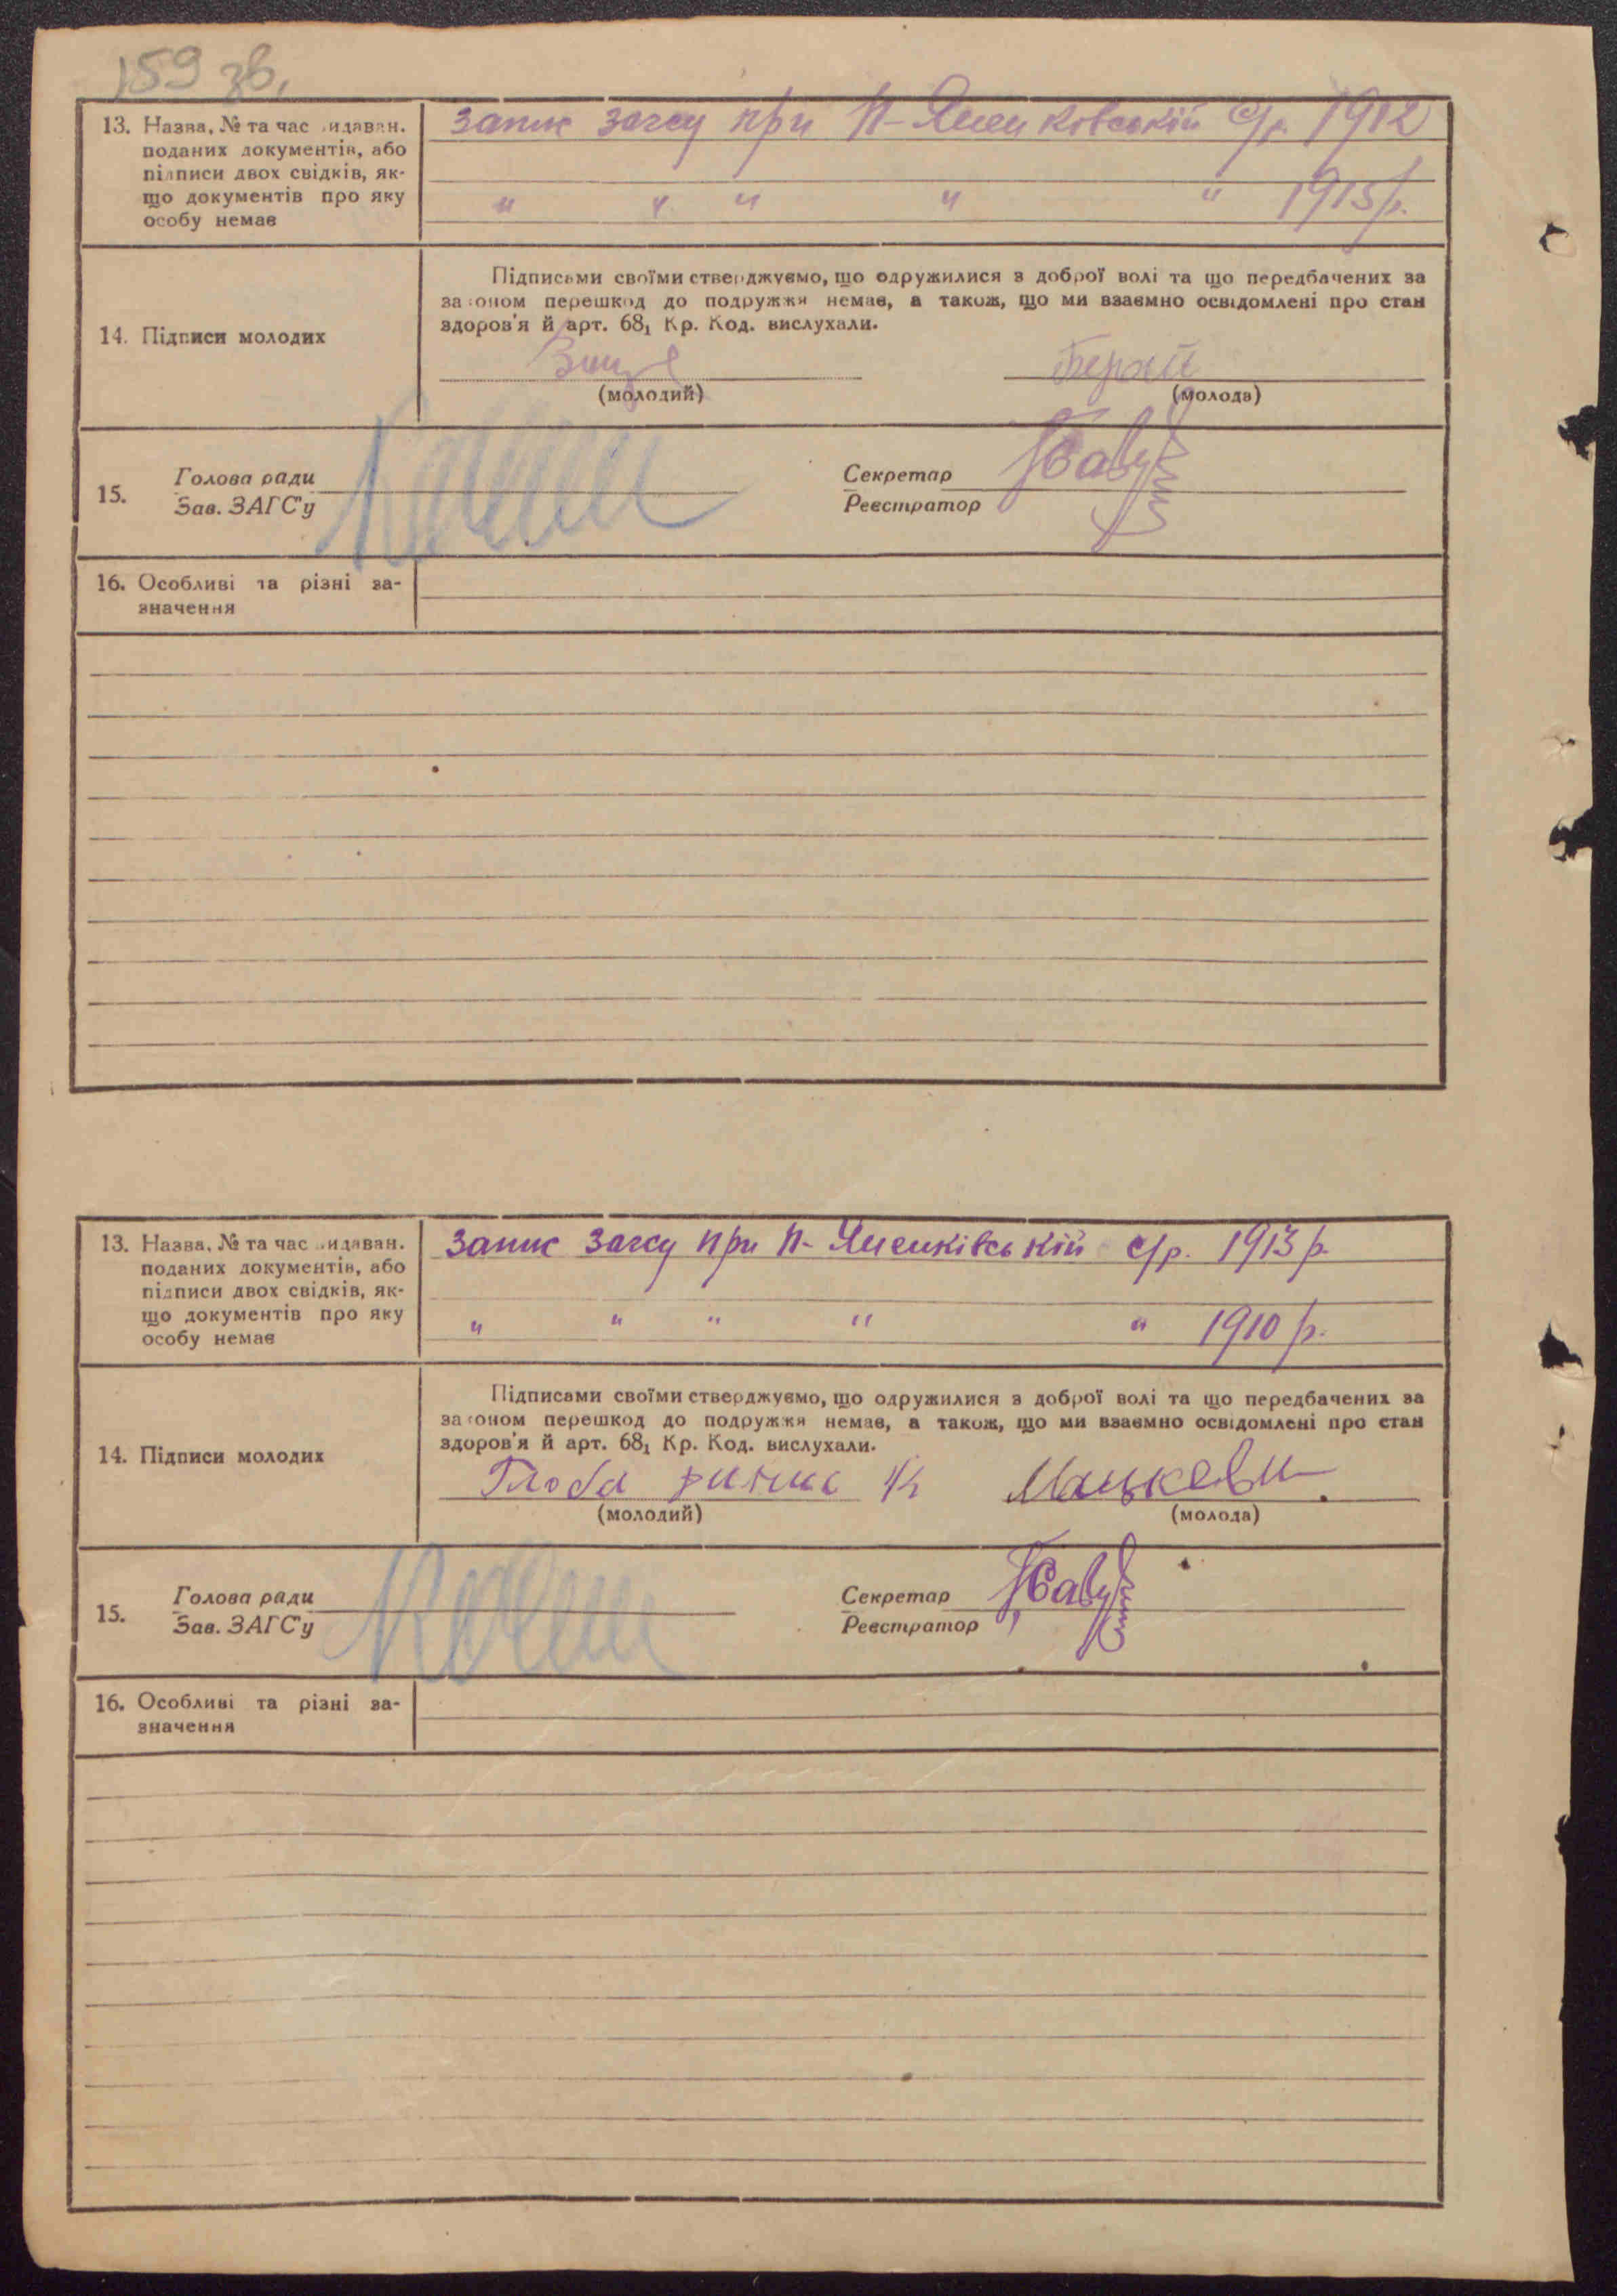 159 зв.
13. Назва, № та час видаван.
поданих документів, або
підписи двох свідків, як-
що документів про яку
особу немає
запис загсу при П- с/р. 1912
" " " " " 1915 р.
14. Підписи молодих
Підписами своїми стверджуємо, що одружилися з доброї волі та що передбачених за
законом перешкод до подружжя немає, а також, що ми взаємно освідомлені про стан
здоров'я й арт. 68₁ Кр. Код. вислухали.
(молодий) (молода)
15. Голова ради
Зав. ЗАГС'у
Секретар
Реєстратор
16. Особливі та різні за-
значення
13. Назва, № та час видаван.
поданих документів, або
підписи двох свідків, як-
що документів про яку
особу немає
запис загсу при П- с/р. 1913 р.
" " " " " 1910 р.
14. Підписи молодих
Підписами своїми стверджуємо, що одружилися з доброї волі та що передбачених за
законом перешкод до подружжя немає, а також, що ми взаємно освідомлені про стан
здоров'я й арт. 68₁ Кр. Код. вислухали.
Глоба
(молодий) (молода)
15. Голова ради
Зав. ЗАГС'у
Секретар
Реєстратор
16. Особливі та різні за-
значення